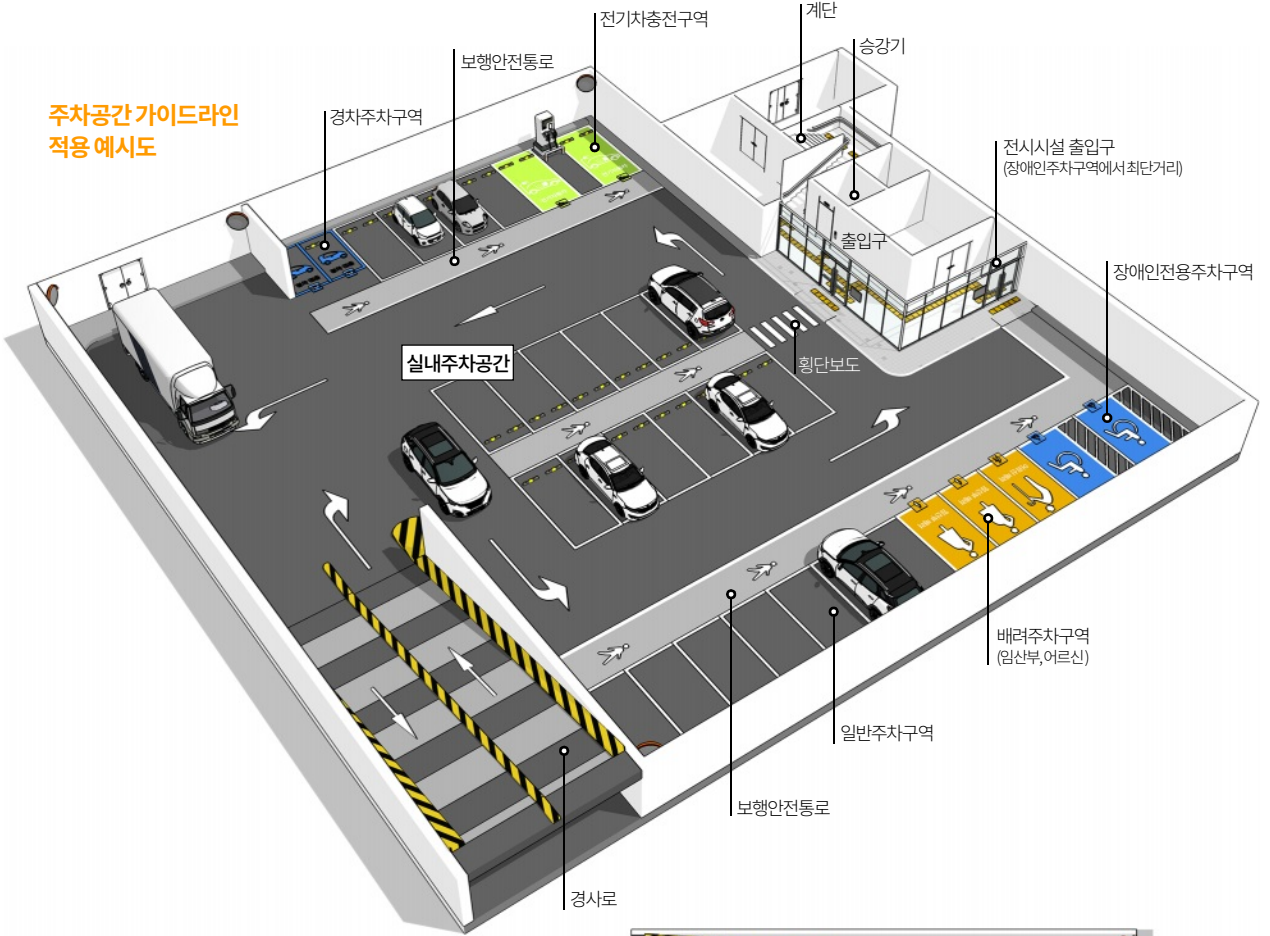 주차공간 가이드라인
적용 예시도
경차주차구역
보행안전통로
전기차충전구역
계단
승강기
전시시설 출입구
(장애인주차구역에서 최단거리)
출입구
장애인전용주차구역
실내주차공간
횡단보도
배려주차구역
(임산부, 어르신)
일반주차구역
보행안전통로
경사로